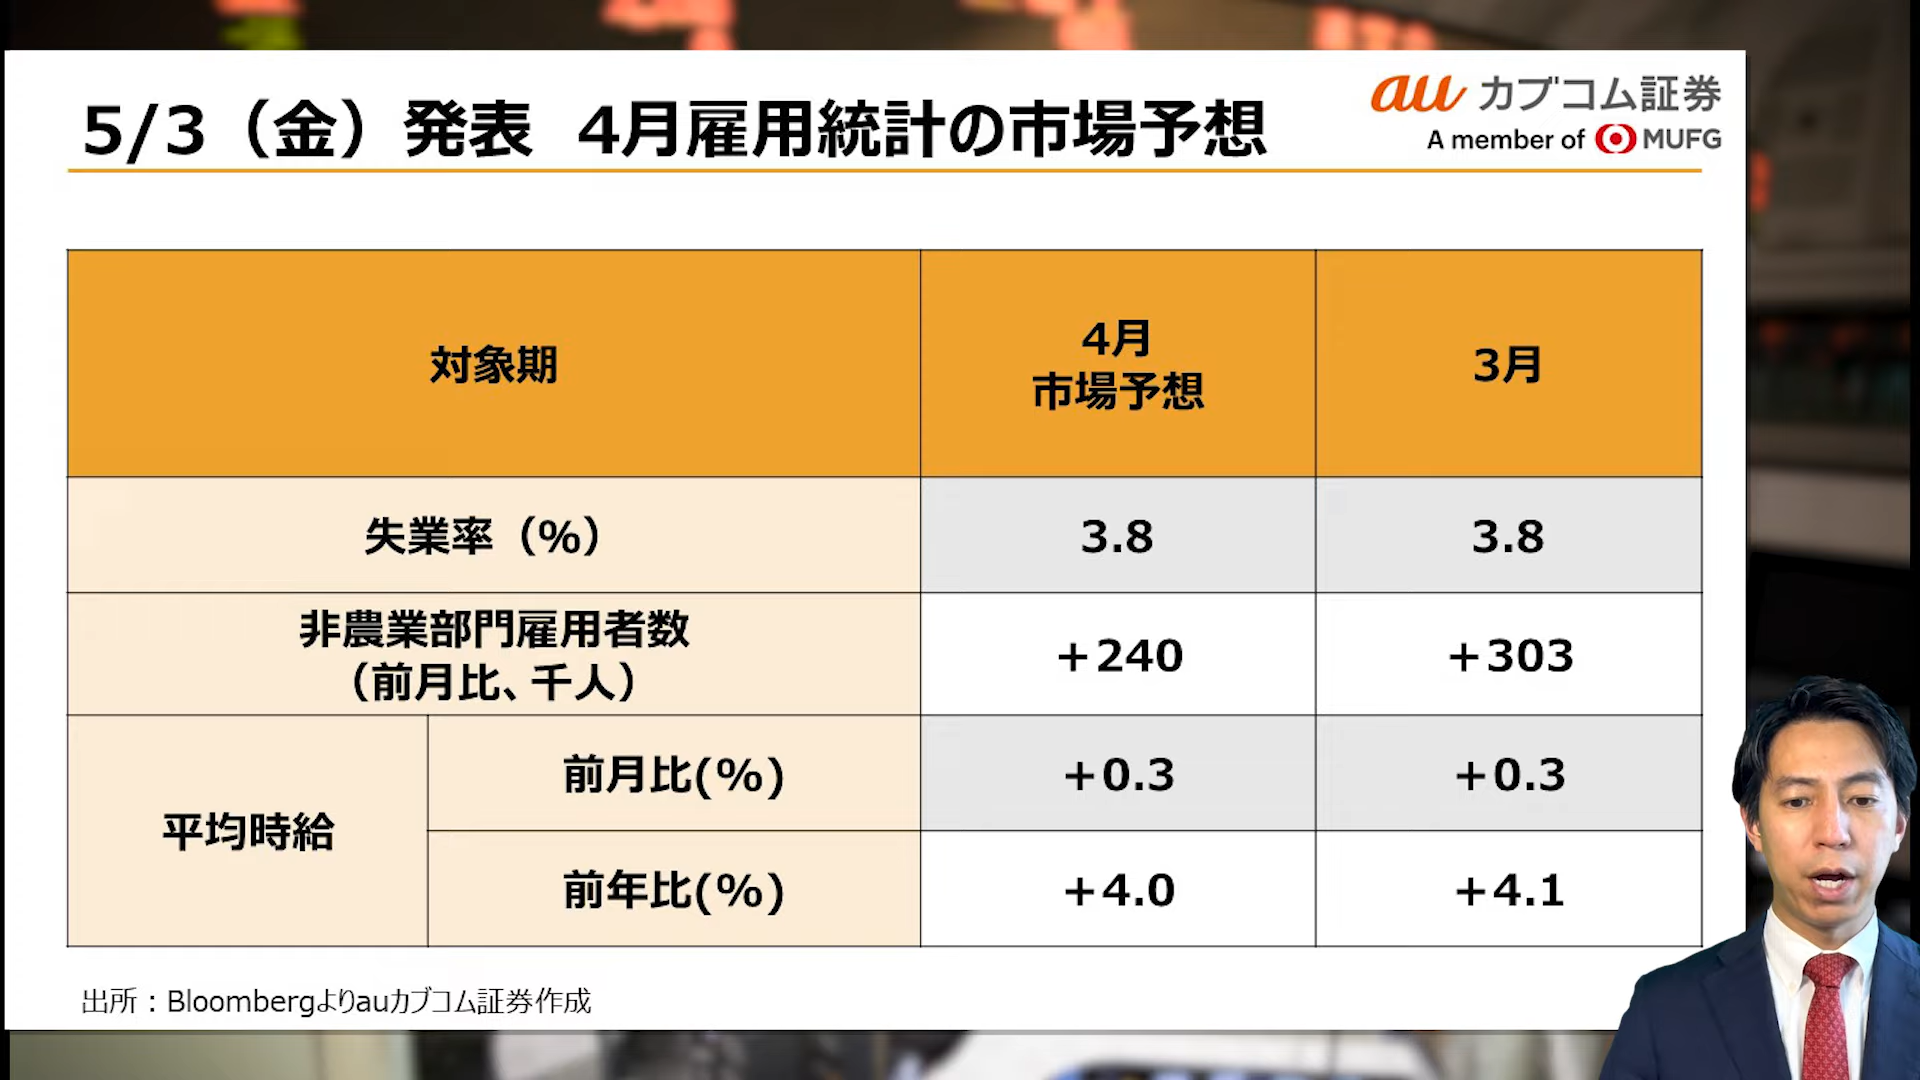 5/3（金）発表 4月雇用統計の市場予想
au カブコム証券
A member of MUFG
対象期
4月
市場予想
3月
失業率（%）
3.8
3.8
非農業部門雇用者数
（前月比、千人）
+240
+303
平均時給
前月比(%)
+0.3
+0.3
前年比(%)
+4.0
+4.1
出所：Bloombergよりauカブコム証券作成